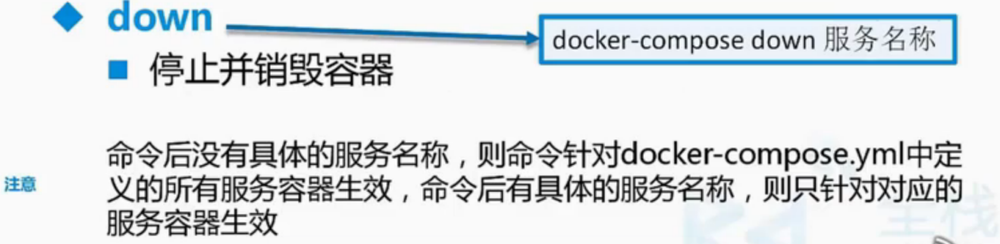 down
docker-compose down 服务名称
停止并销毁容器
命令后没有具体的服务名称，则命令针对docker-compose.yml中定
注意
义的所有服务容器生效，命令后有具体的服务名称，则只针对对应的
服务容器生效